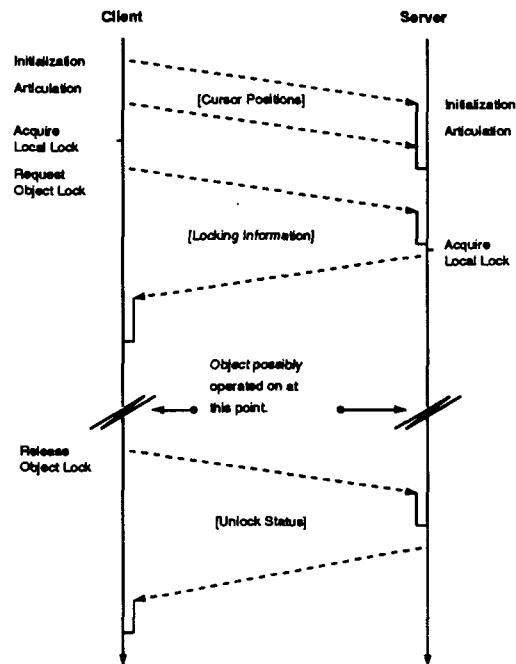 Client
Server
Initialization
Articulation
[Cursor Positions]
Initialization
Articulation
Acquire
Local Lock
Request
Object Lock
[Locking Information]
Acquire
Local Lock
Object possibly
operated on at
this point.
Release
Object Lock
[Unlock Status]